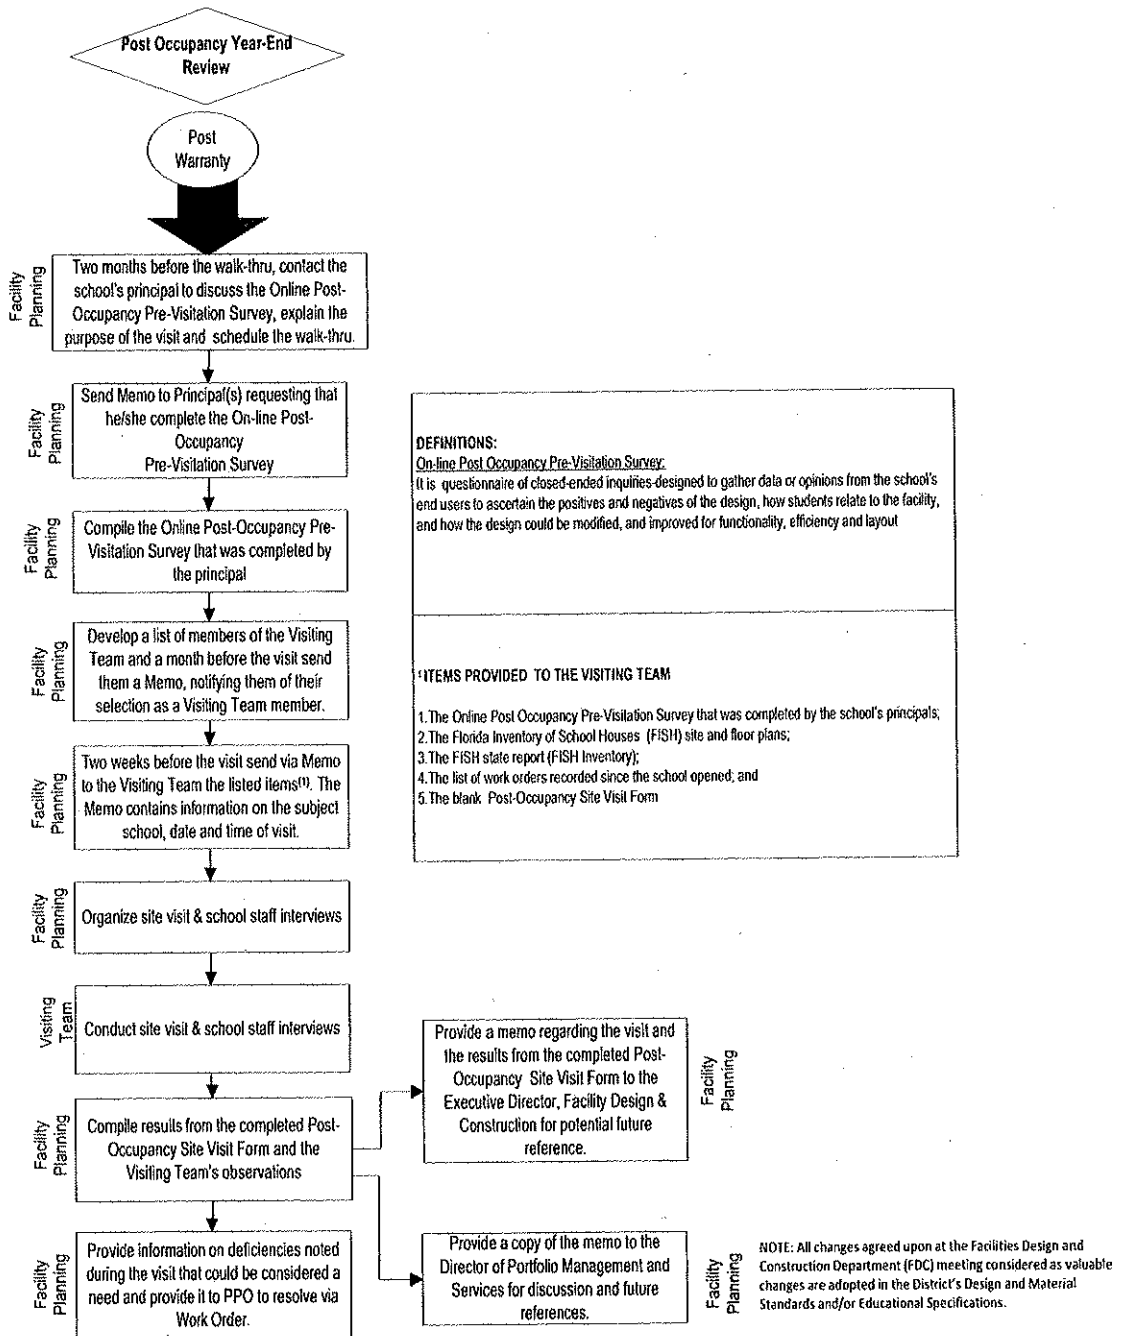 Post Occupancy Year-End
Review
Post
Warranty
Facility
Planning
Two months before the walk-thru, contact the
school's principal to discuss the Online Post-
Occupancy Pre-Visitation Survey, explain the
purpose of the visit and schedule the walk-thru.
Facility
Planning
Send Memo to Principal(s) requesting that
he/she complete the On-line Post-
Occupancy
Pre-Visitation Survey
Facility
Planning
Compile the Online Post-Occupancy Pre-
Visitation Survey that was completed by
the principal
Facility
Planning
Develop a list of members of the Visiting
Team and a month before the visit send
them a Memo, notifying them of their
selection as a Visiting Team member.
Facility
Planning
Two weeks before the visit send via Memo
to the Visiting Team the listed items⁽¹⁾. The
Memo contains information on the subject
school, date and time of visit.
Facility
Planning
Organize site visit & school staff interviews
Visiting
Team
Conduct site visit & school staff interviews
Facility
Planning
Compile results from the completed Post-
Occupancy Site Visit Form and the
Visiting Team's observations
Facility
Planning
Provide information on deficiencies noted
during the visit that could be considered a
need and provide it to PPO to resolve via
Work Order.
DEFINITIONS:
On-line Post Occupancy Pre-Visitation Survey:
It is questionnaire of closed-ended inquiries designed to gather data or opinions from the school's
end users to ascertain the positives and negatives of the design, how students relate to the facility,
and how the design could be modified, and improved for functionality, efficiency and layout
¹ITEMS PROVIDED TO THE VISITING TEAM
1.The Online Post Occupancy Pre-Visitation Survey that was completed by the school's principals;
2.The Florida Inventory of School Houses (FISH) site and floor plans;
3.The FISH state report (FISH Inventory);
4.The list of work orders recorded since the school opened; and
5.The blank Post-Occupancy Site Visit Form
Provide a memo regarding the visit and
the results from the completed Post-
Occupancy Site Visit Form to the
Executive Director, Facility Design &
Construction for potential future
reference.
Facility
Planning
Provide a copy of the memo to the
Director of Portfolio Management and
Services for discussion and future
references.
Facility
Planning
NOTE: All changes agreed upon at the Facilities Design and
Construction Department (FDC) meeting considered as valuable
changes are adopted in the District's Design and Material
Standards and/or Educational Specifications.